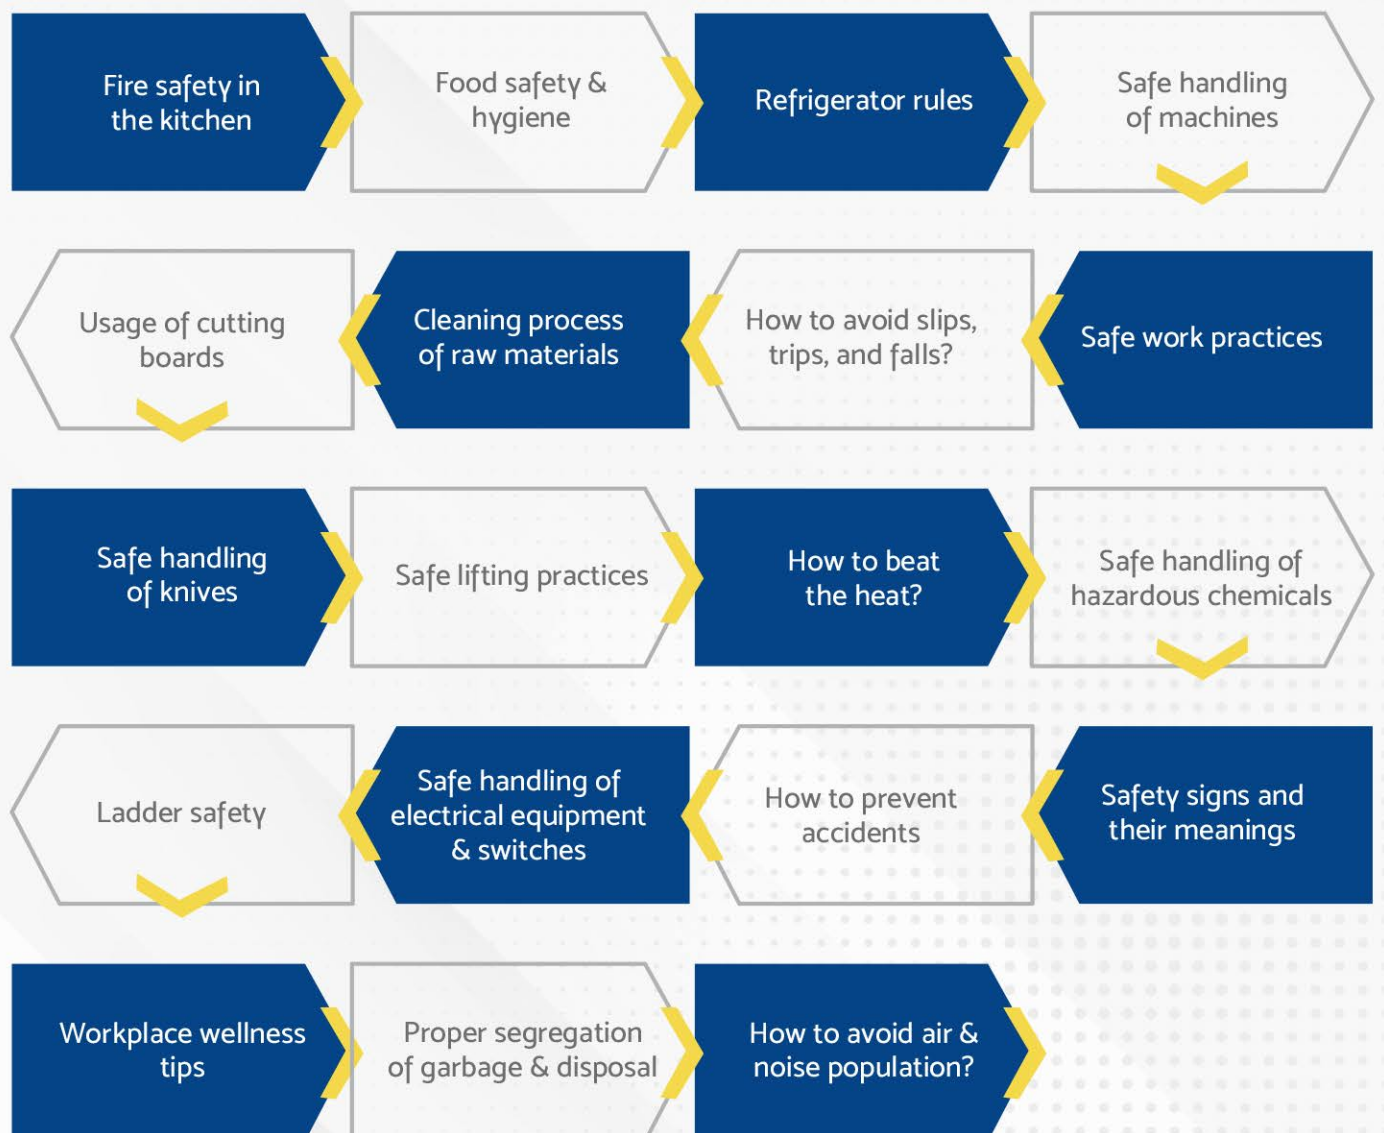 Fire safety in
the kitchen
Food safety &
hygiene
Refrigerator rules
Safe handling
of machines
Safe work practices
How to avoid slips,
trips, and falls?
Cleaning process
of raw materials
Usage of cutting
boards
Safe handling
of knives
Safe lifting practices
How to beat
the heat?
Safe handling of
hazardous chemicals
Safety signs and
their meanings
How to prevent
accidents
Safe handling of
electrical equipment
& switches
Ladder safety
Workplace wellness
tips
Proper segregation
of garbage & disposal
How to avoid air &
noise population?